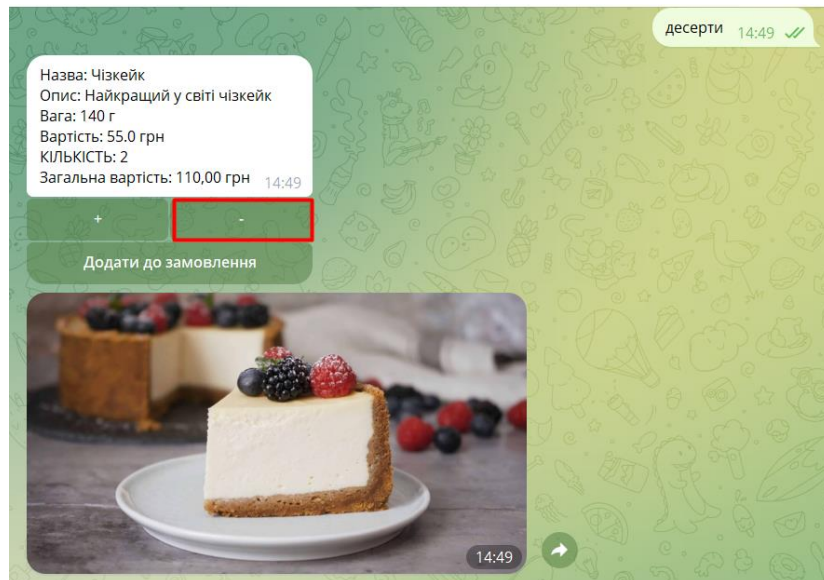 десерти 14:49
Назва: Чізкейк
Опис: Найкращий у світі чізкейк
Вага: 140 г
Вартість: 55.0 грн
КІЛЬКІСТЬ: 2
Загальна вартість: 110,00 грн 14:49
+ -
Додати до замовлення
14:49